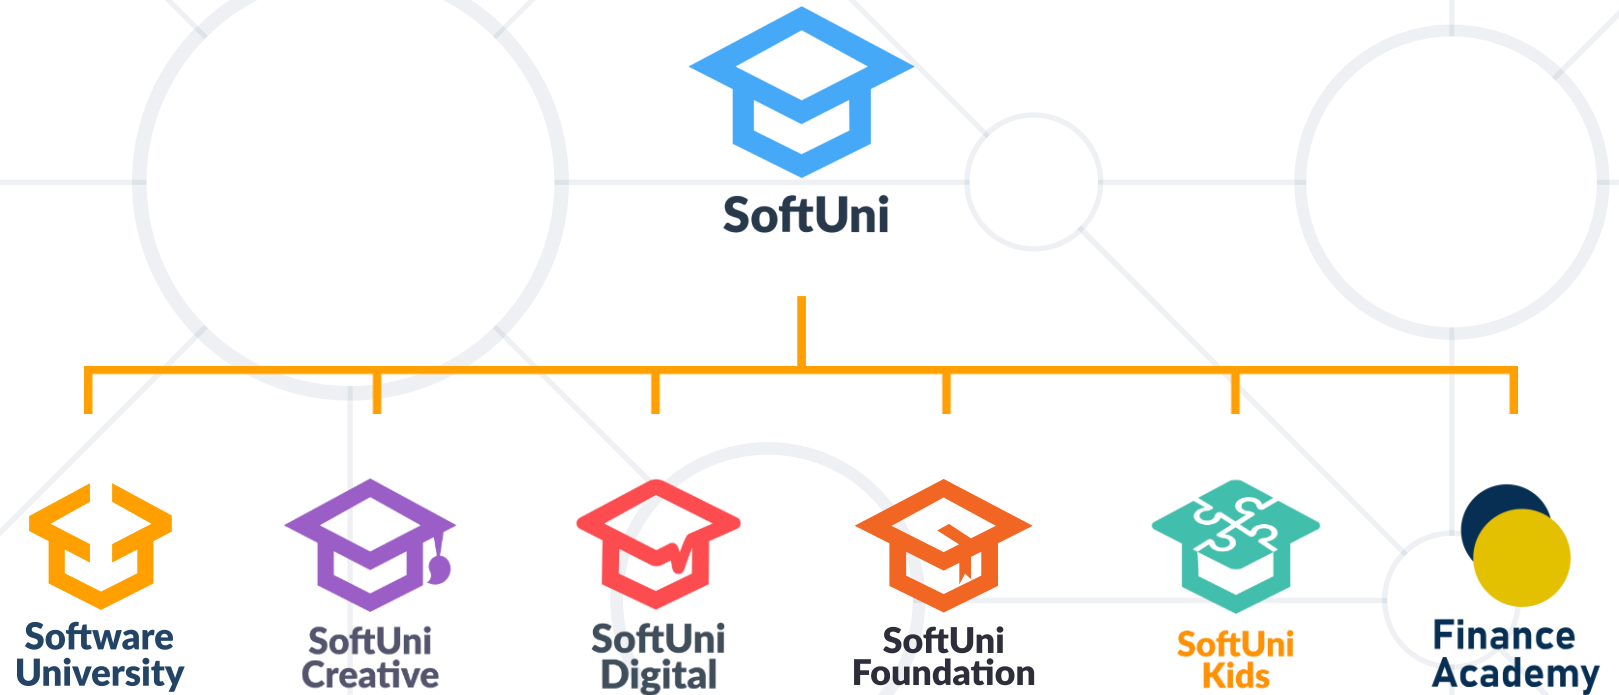 SoftUni
Software
University
SoftUni
Creative
SoftUni
Digital
SoftUni
Foundation
SoftUni
Kids
Finance
Academy